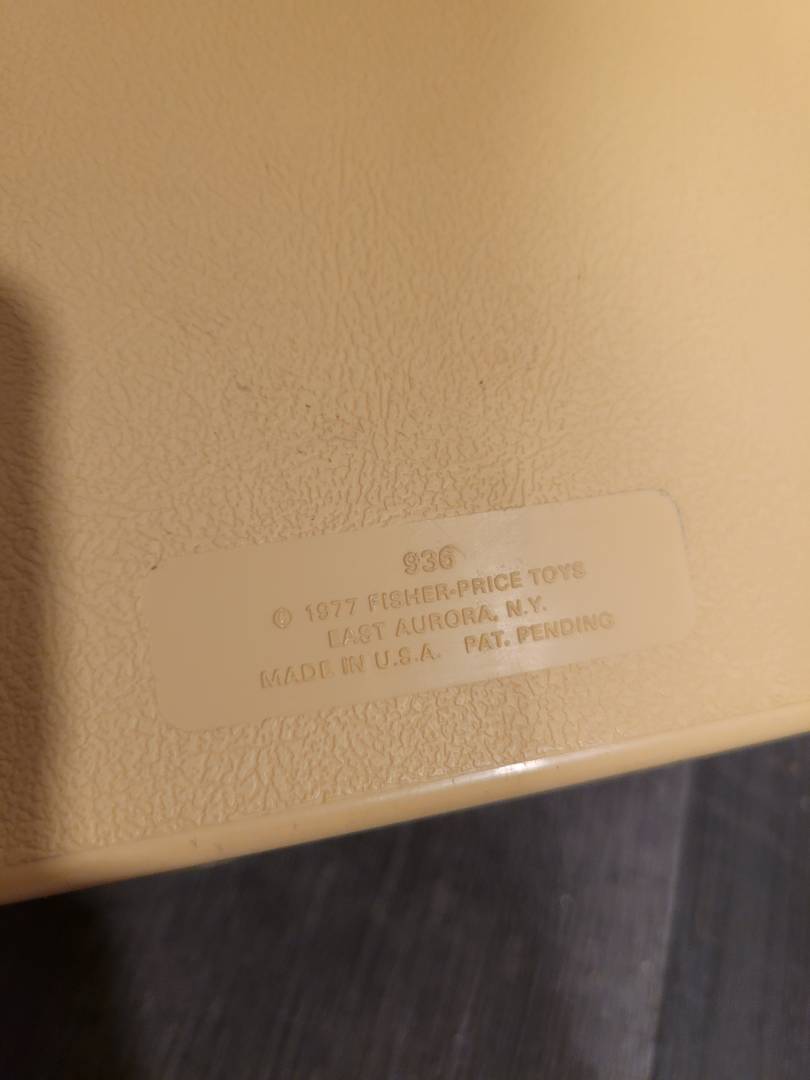 936
© 1977 FISHER-PRICE TOYS
EAST AURORA, N.Y.
MADE IN U.S.A. PAT. PENDING